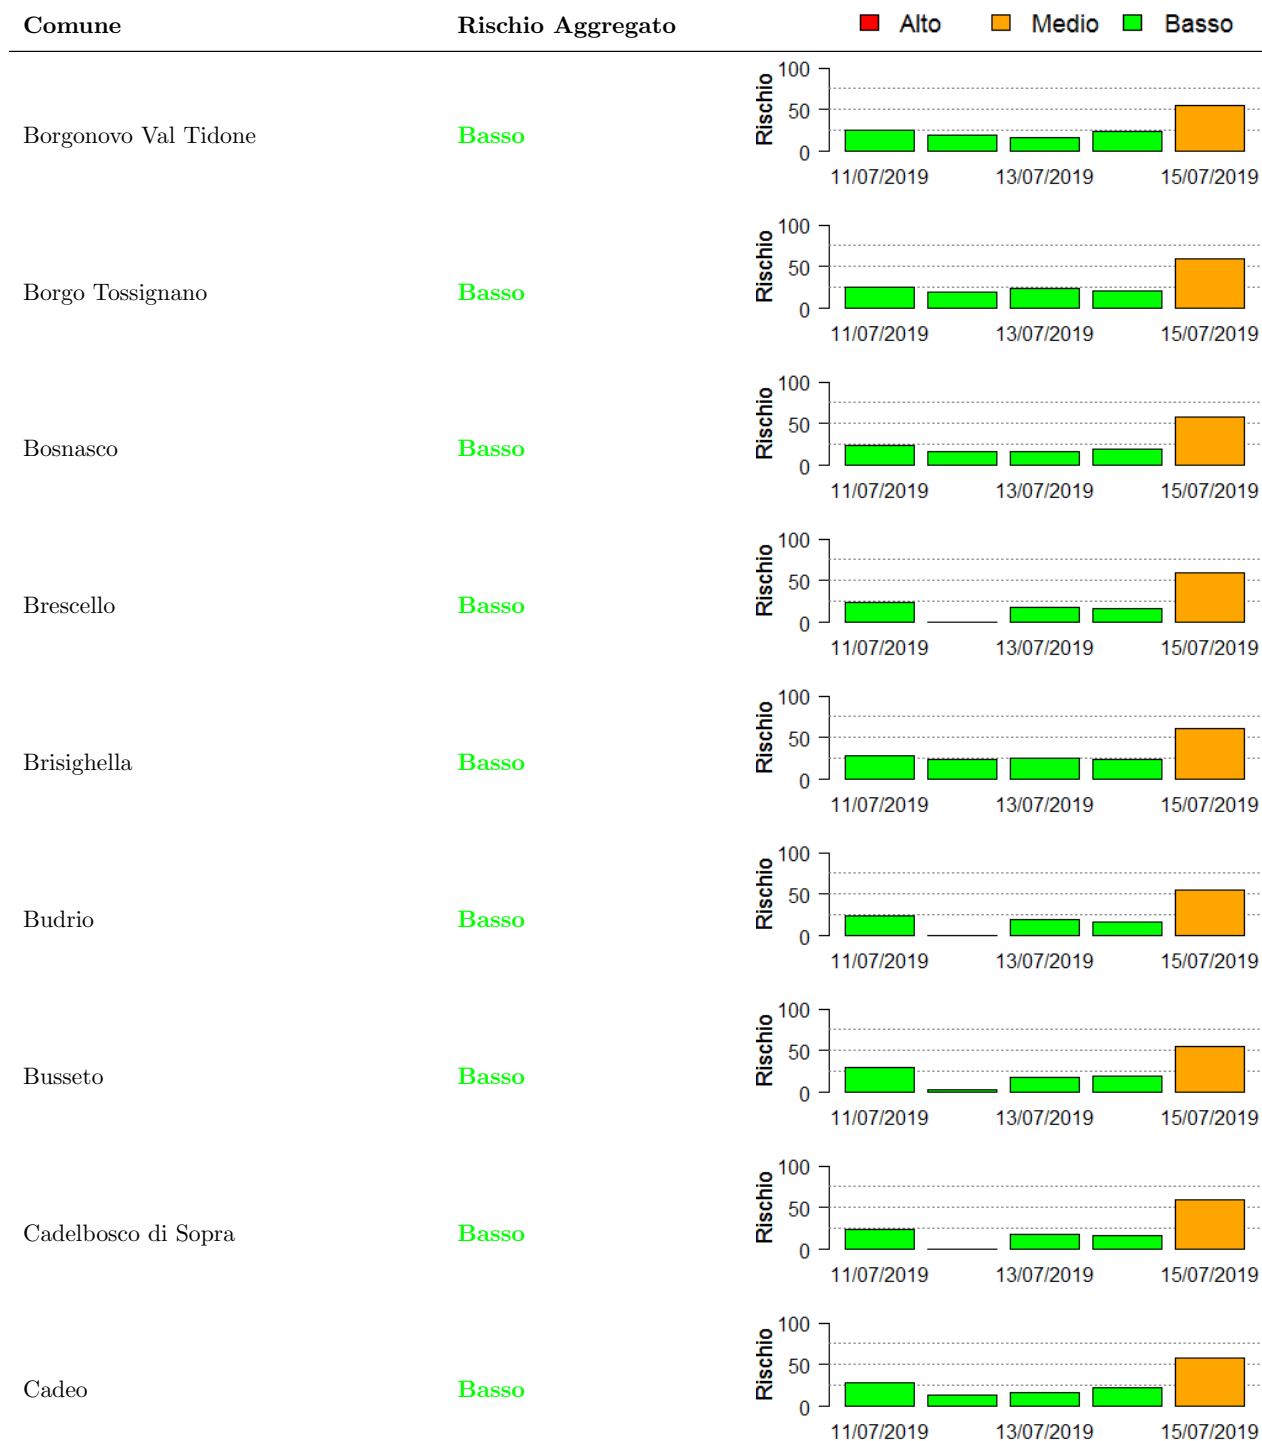 Comune Rischio Aggregato Alto Medio Basso
Borgonovo Val Tidone Basso Rischio 100 50 0
11/07/2019 13/07/2019 15/07/2019
Borgo Tossignano Basso Rischio 100 50 0
11/07/2019 13/07/2019 15/07/2019
Bosnasco Basso Rischio 100 50 0
11/07/2019 13/07/2019 15/07/2019
Brescello Basso Rischio 100 50 0
11/07/2019 13/07/2019 15/07/2019
Brisighella Basso Rischio 100 50 0
11/07/2019 13/07/2019 15/07/2019
Budrio Basso Rischio 100 50 0
11/07/2019 13/07/2019 15/07/2019
Busseto Basso Rischio 100 50 0
11/07/2019 13/07/2019 15/07/2019
Cadelbosco di Sopra Basso Rischio 100 50 0
11/07/2019 13/07/2019 15/07/2019
Cadeo Basso Rischio 100 50 0
11/07/2019 13/07/2019 15/07/2019